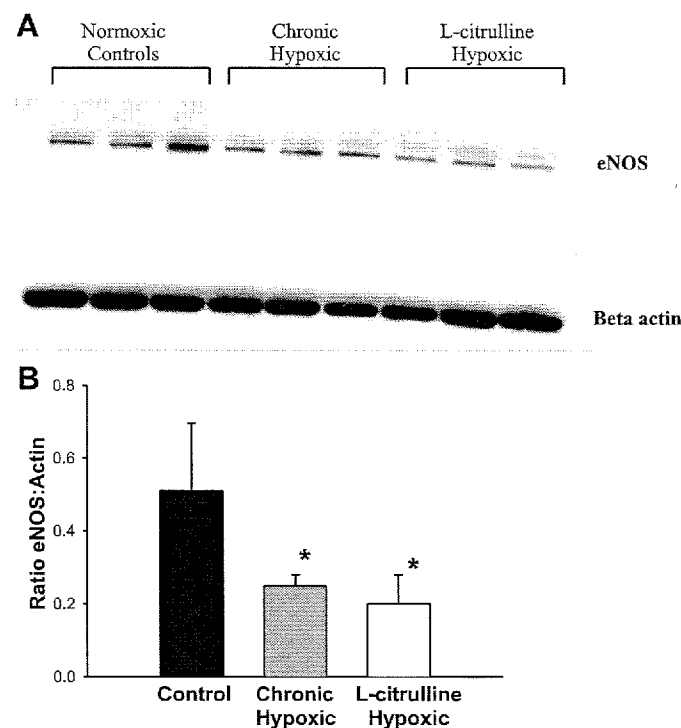 A
Normoxic
Controls
Chronic
Hypoxic
L-citrulline
Hypoxic
eNOS
Beta actin
B
Ratio eNOS:Actin
0.8
0.6
0.4
0.2
0.0
*
*
Control
Chronic
Hypoxic
L-citrulline
Hypoxic